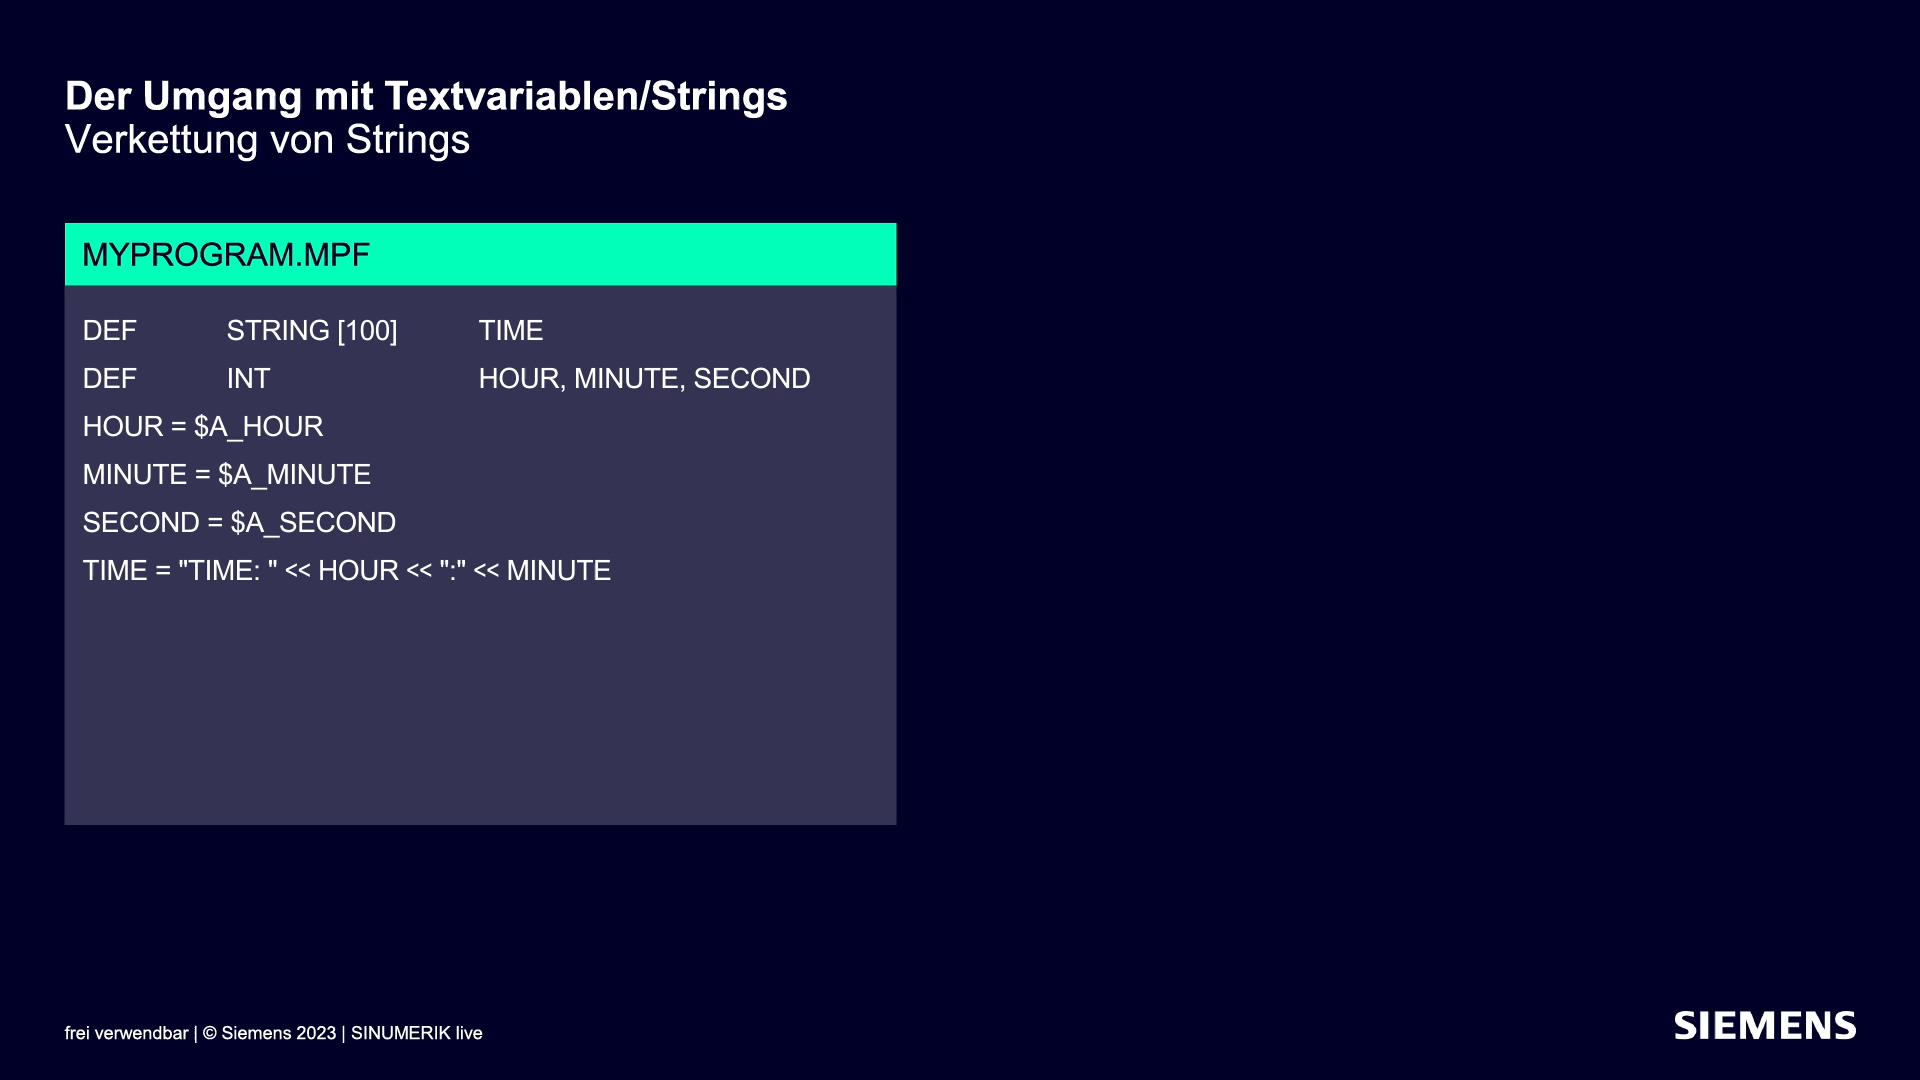 Der Umgang mit Textvariablen/Strings
Verkettung von Strings
MYPROGRAM.MPF
DEF STRING [100] TIME
DEF INT HOUR, MINUTE, SECOND
HOUR = $A_HOUR
MINUTE = $A_MINUTE
SECOND = $A_SECOND
TIME = "TIME: " << HOUR << ":" << MINUTE
frei verwendbar | © Siemens 2023 | SINUMERIK live
SIEMENS